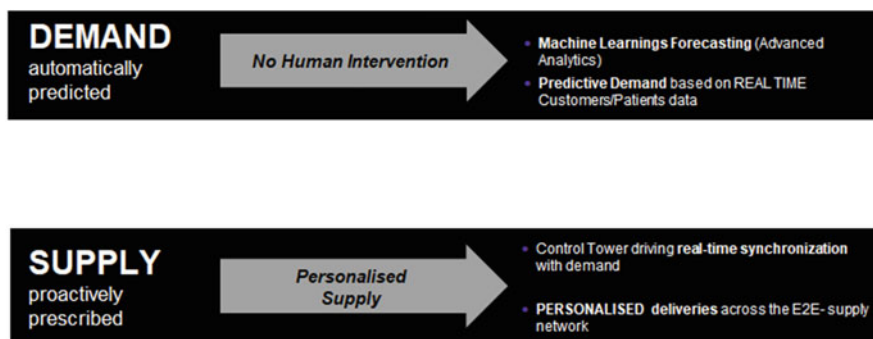 DEMAND
automatically
predicted
No Human Intervention
• Machine Learnings Forecasting (Advanced
Analytics)
• Predictive Demand based on REAL TIME
Customers/Patients data
SUPPLY
proactively
prescribed
Personalised
Supply
• Control Tower driving real-time synchronization
with demand
• PERSONALISED deliveries across the E2E- supply
network